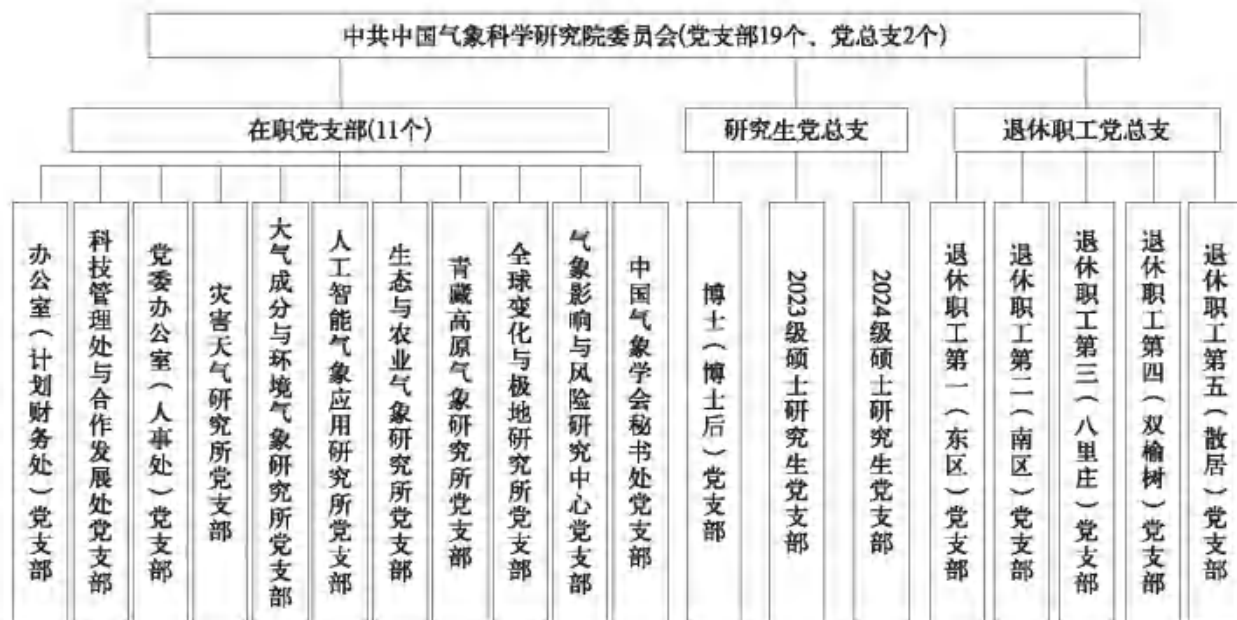 中共中国气象科学研究院委员会(党支部19个、党总支2个)
在职党支部(11个)
研究生党总支
退休职工党总支
办公室（计划财务处）党支部
科技管理处与合作发展处党支部
党委办公室（人事处）党支部
灾害天气研究所党支部
大气成分与环境气象研究所党支部
人工智能气象应用研究所党支部
生态与农业气象研究所党支部
青藏高原气象研究所党支部
全球变化与极地研究所党支部
气象影响与风险研究中心党支部
中国气象学会秘书处党支部
博士（博士后）党支部
2023级硕士研究生党支部
2024级硕士研究生党支部
退休职工第一（东区）党支部
退休职工第二（南区）党支部
退休职工第三（八里庄）党支部
退休职工第四（双榆树）党支部
退休职工第五（散居）党支部